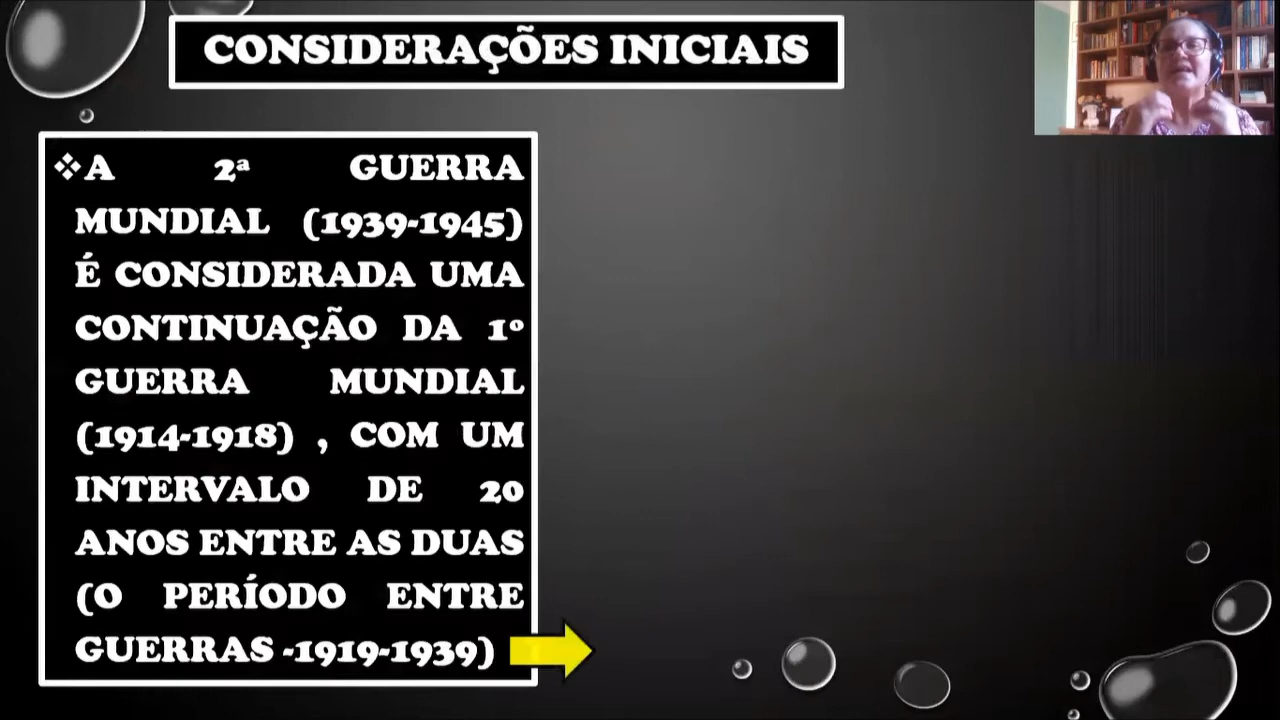 CONSIDERAÇÕES INICIAIS
❖A 2ª GUERRA
MUNDIAL (1939-1945)
É CONSIDERADA UMA
CONTINUAÇÃO DA 1º
GUERRA MUNDIAL
(1914-1918) , COM UM
INTERVALO DE 20
ANOS ENTRE AS DUAS
(O PERÍODO ENTRE
GUERRAS -1919-1939)